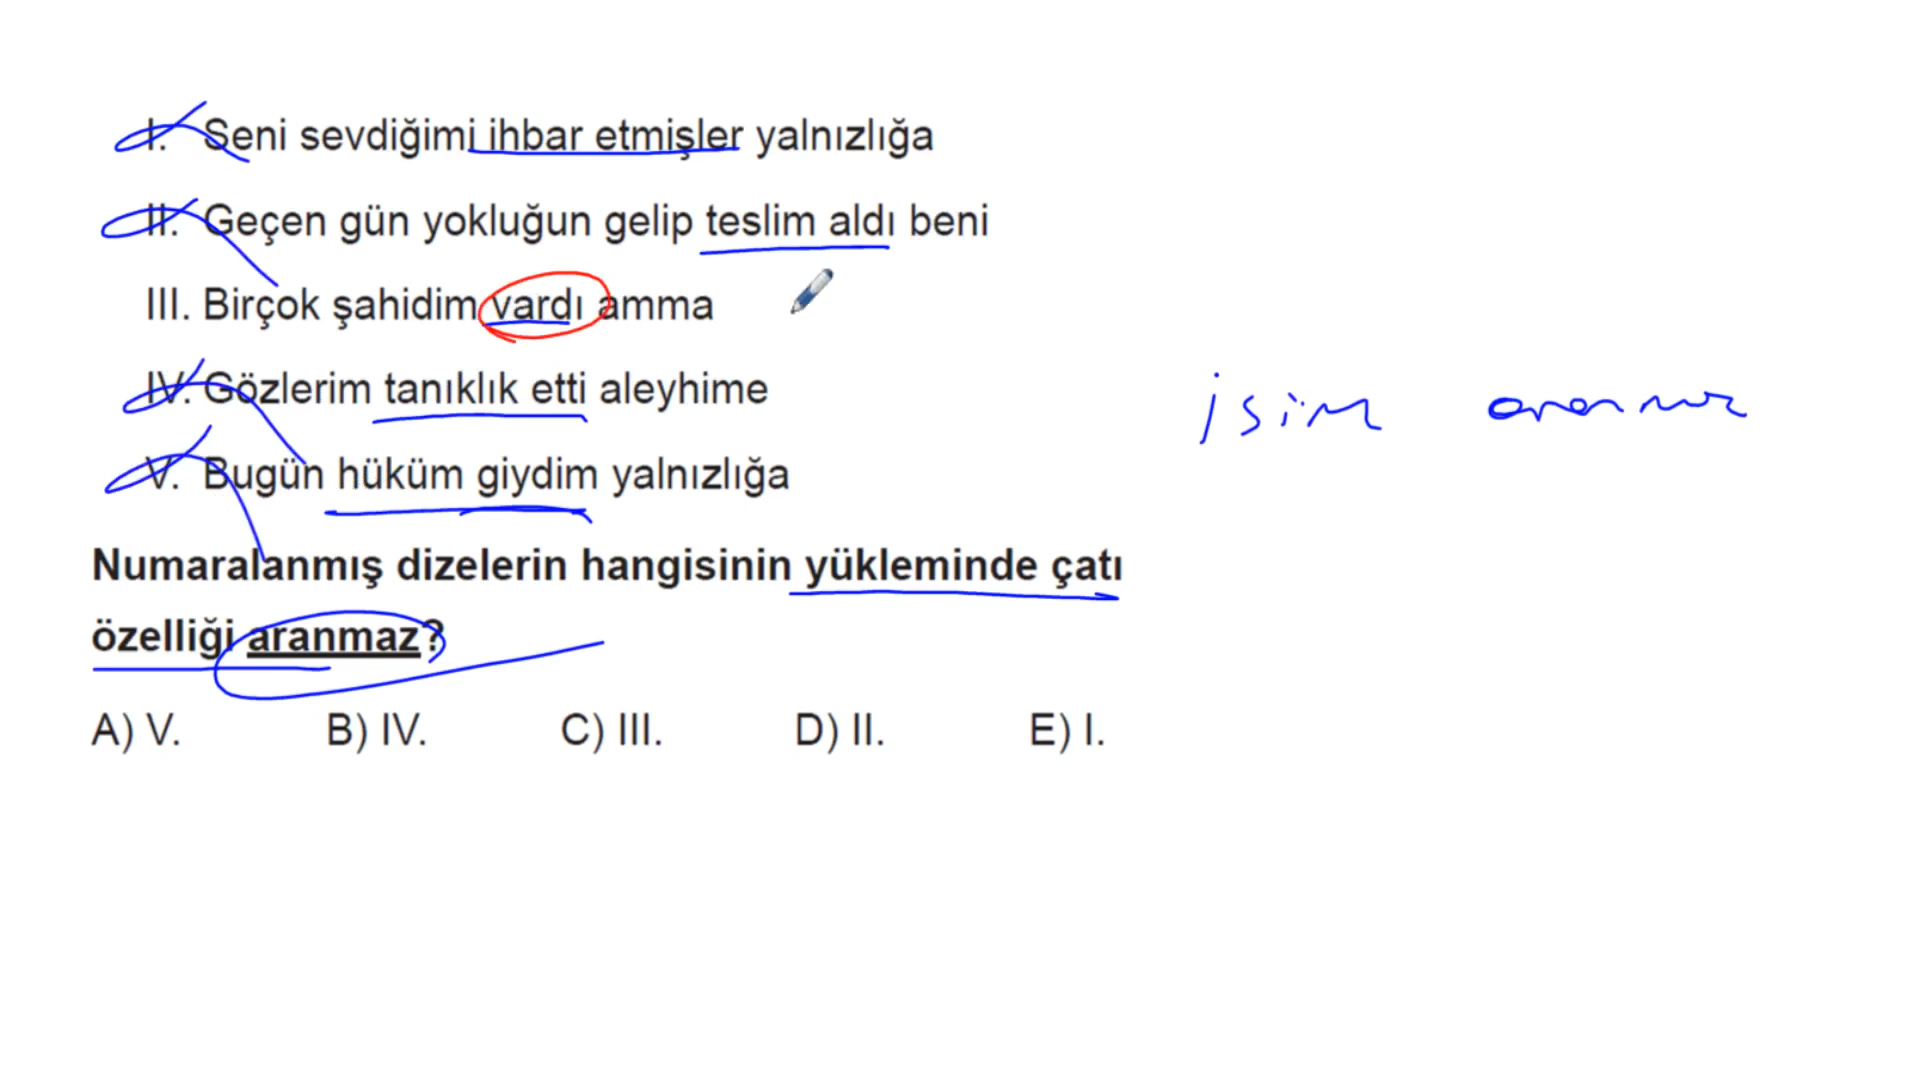 I. Seni sevdiğimi ihbar etmişler yalnızlığa
II. Geçen gün yokluğun gelip teslim aldı beni
III. Birçok şahidim vardı amma
IV. Gözlerim tanıklık etti aleyhime
isim aranmaz
V. Bugün hüküm giydim yalnızlığa
Numaralanmış dizelerin hangisinin yükleminde çatı
özelliği aranmaz?
A) V. B) IV. C) III. D) II. E) I.